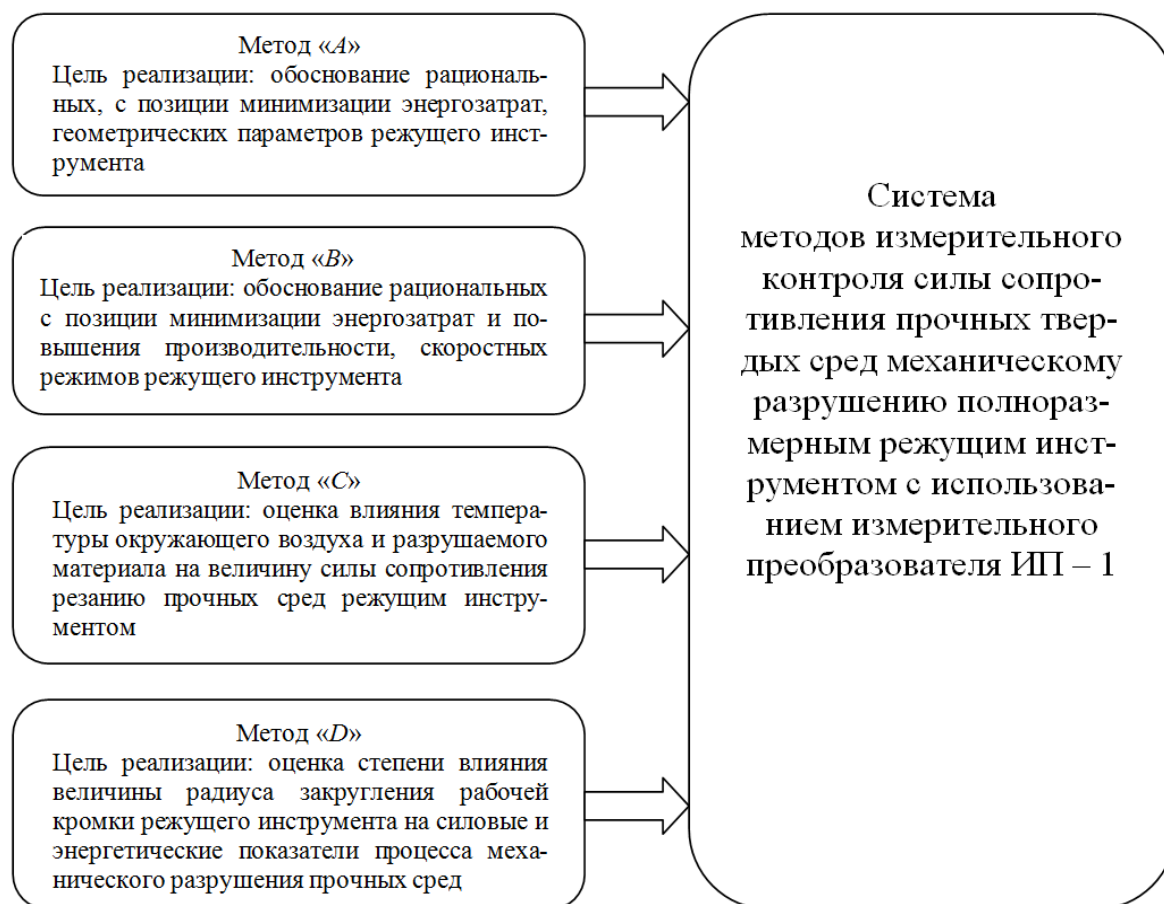 Метод «А»
Цель реализации: обоснование рациональ-
ных, с позиции минимизации энергозатрат,
геометрических параметров режущего инст-
румента
Метод «В»
Цель реализации: обоснование рациональных
с позиции минимизации энергозатрат и по-
вышения производительности, скоростных
режимов режущего инструмента
Метод «С»
Цель реализации: оценка влияния темпера-
туры окружающего воздуха и разрушаемого
материала на величину силы сопротивления
резанию прочных сред режущим инстру-
ментом
Метод «D»
Цель реализации: оценка степени влияния
величины радиуса закругления рабочей
кромки режущего инструмента на силовые и
энергетические показатели процесса меха-
нического разрушения прочных сред
Система
методов измерительного
контроля силы сопро-
тивления прочных твер-
дых сред механическому
разрушению полнораз-
мерным режущим инст-
рументом с использова-
нием измерительного
преобразователя ИП – 1